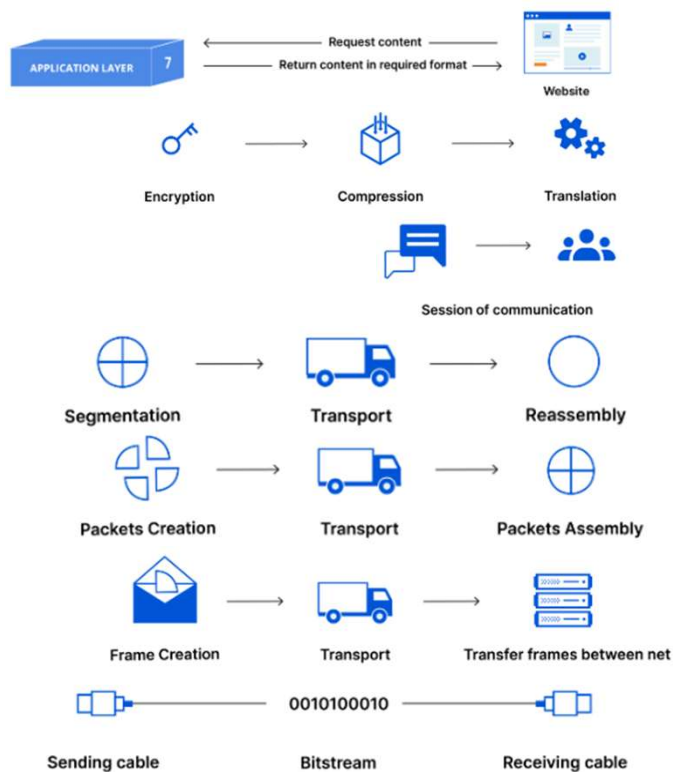 Request content
APPLICATION LAYER 7
Return content in required format
Website
Encryption Compression Translation
Session of communication
Segmentation Transport Reassembly
Packets Creation Transport Packets Assembly
Frame Creation Transport Transfer frames between net
0010100010
Sending cable Bitstream Receiving cable